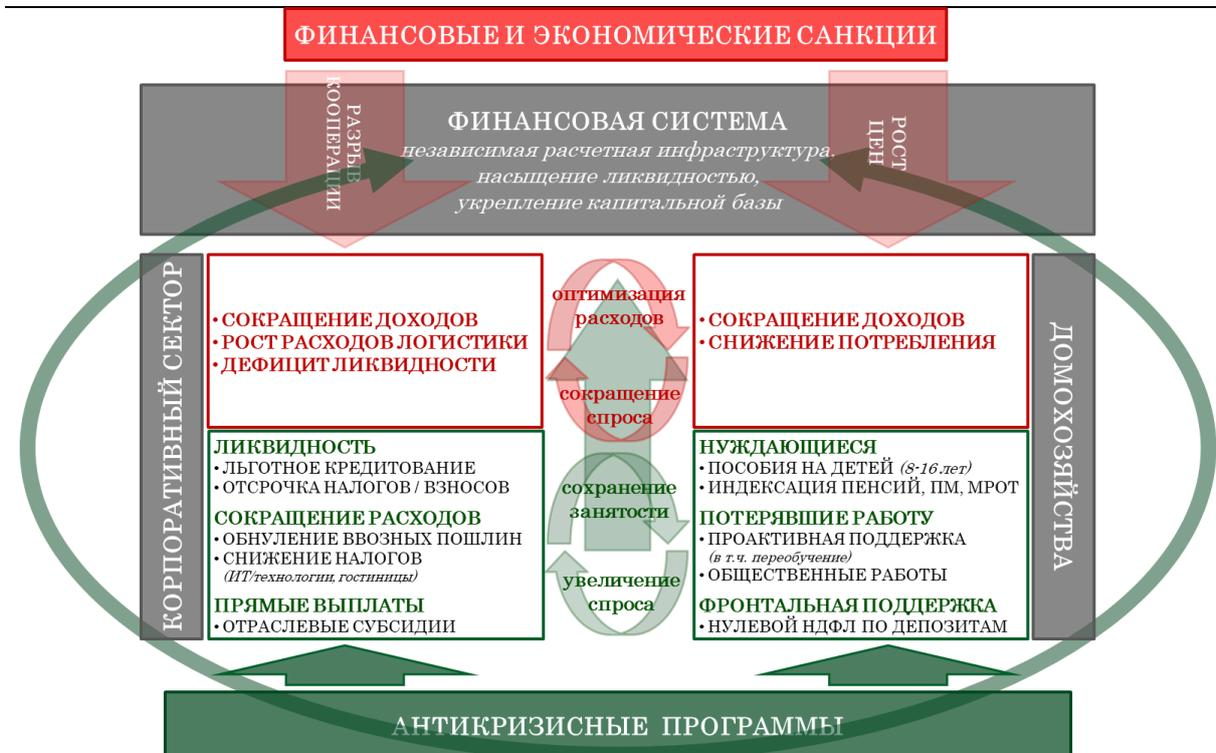 ФИНАНСОВЫЕ И ЭКОНОМИЧЕСКИЕ САНКЦИИ
РАЗРЫВ
КООПЕРАЦИИ
ФИНАНСОВАЯ СИСТЕМА
независимая расчетная инфраструктура,
насыщение ликвидностью,
укрепление капитальной базы
РОСТ
ЦЕН
КОРПОРАТИВНЫЙ СЕКТОР
• СОКРАЩЕНИЕ ДОХОДОВ
• РОСТ РАСХОДОВ ЛОГИСТИКИ
• ДЕФИЦИТ ЛИКВИДНОСТИ
оптимизация
расходов
сокращение
спроса
• СОКРАЩЕНИЕ ДОХОДОВ
• СНИЖЕНИЕ ПОТРЕБЛЕНИЯ
ДОМОХОЗЯЙСТВА
ЛИКВИДНОСТЬ
• ЛЬГОТНОЕ КРЕДИТОВАНИЕ
• ОТСРОЧКА НАЛОГОВ / ВЗНОСОВ
СОКРАЩЕНИЕ РАСХОДОВ
• ОБНУЛЕНИЕ ВВОЗНЫХ ПОШЛИН
• СНИЖЕНИЕ НАЛОГОВ
(ИТ/технологии, гостиницы)
ПРЯМЫЕ ВЫПЛАТЫ
• ОТРАСЛЕВЫЕ СУБСИДИИ
сохранение
занятости
увеличение
спроса
НУЖДАЮЩИЕСЯ
• ПОСОБИЯ НА ДЕТЕЙ (8-16 лет)
• ИНДЕКСАЦИЯ ПЕНСИЙ, ПМ, МРОТ
ПОТЕРЯВШИЕ РАБОТУ
• ПРОАКТИВНАЯ ПОДДЕРЖКА
(в т.ч. переобучение)
• ОБЩЕСТВЕННЫЕ РАБОТЫ
ФРОНТАЛЬНАЯ ПОДДЕРЖКА
• НУЛЕВОЙ НДФЛ ПО ДЕПОЗИТАМ
АНТИКРИЗИСНЫЕ ПРОГРАММЫ